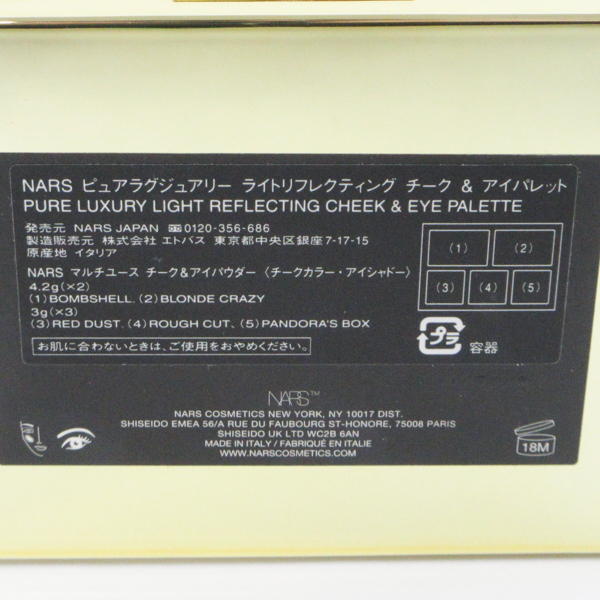 NARS ピュアラグジュアリー ライトリフレクティング チーク & アイパレット
PURE LUXURY LIGHT REFLECTING CHEEK & EYE PALETTE
発売元 NARS JAPAN 0120-356-686
製造販売元 株式会社 エトバス 東京都中央区銀座7-17-15
原産地 イタリア
NARS マルチユース チーク&アイパウダー 〈チークカラー・アイシャドー〉
4.2g(×2)
(1)BOMBSHELL. (2)BLONDE CRAZY
3g(×3)
(3)RED DUST. (4)ROUGH CUT. (5)PANDORA'S BOX
お肌に合わないときは、ご使用をおやめください。
(1) (2)
(3) (4) (5)
プラ 容器
NARS™
NARS COSMETICS NEW YORK, NY 10017 DIST.
SHISEIDO EMEA 56/A RUE DU FAUBOURG ST-HONORE, 75008 PARIS
SHISEIDO UK LTD WC2B 6AN
MADE IN ITALY / FABRIQUÉ EN ITALIE
WWW.NARSCOSMETICS.COM
18M